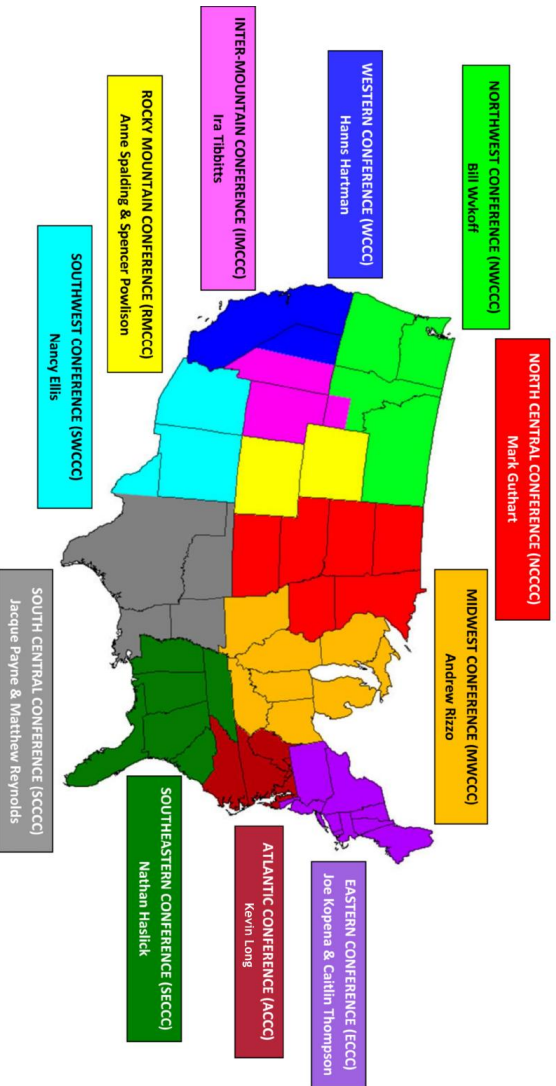 NORTHWEST CONFERENCE (NWCCC)
Bill Wykoff
NORTH CENTRAL CONFERENCE (NCCCC)
Mark Guthart
MIDWEST CONFERENCE (MWCCC)
Andrew Rizzo
EASTERN CONFERENCE (ECCC)
Joe Kopena & Caitlin Thompson
WESTERN CONFERENCE (WCCC)
Hanns Hartman
ATLANTIC CONFERENCE (ACCC)
Kevin Long
INTER-MOUNTAIN CONFERENCE (IMCCC)
Ira Tibbitts
ROCKY MOUNTAIN CONFERENCE (RMCCC)
Anne Spalding & Spencer Powlison
SOUTHEASTERN CONFERENCE (SECCC)
Nathan Haslick
SOUTHWEST CONFERENCE (SWCCC)
Nancy Ellis
SOUTH CENTRAL CONFERENCE (SCCCC)
Jacque Payne & Matthew Reynolds